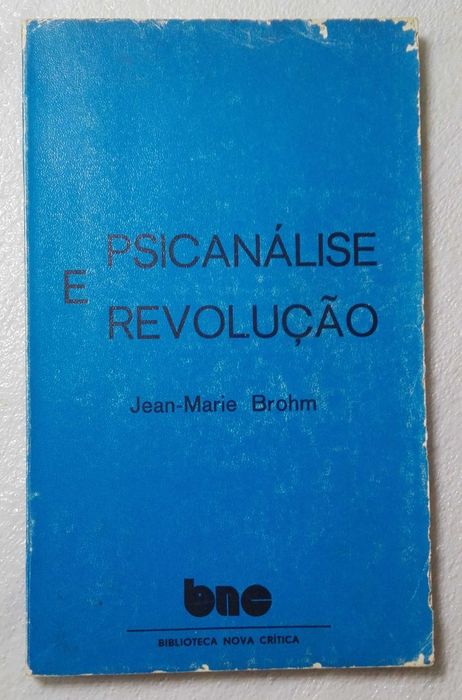 PSICANÁLISE
E
REVOLUÇÃO
Jean-Marie Brohm
bnc
BIBLIOTECA NOVA CRÍTICA